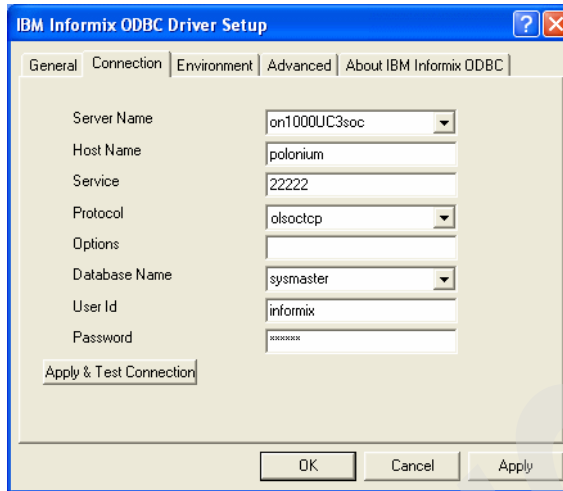 IBM Informix ODBC Driver Setup
General Connection Environment Advanced About IBM Informix ODBC
Server Name on1000UC3soc
Host Name polonium
Service 22222
Protocol olsoctcp
Options
Database Name sysmaster
User Id informix
Password ××××××
Apply & Test Connection
OK Cancel Apply